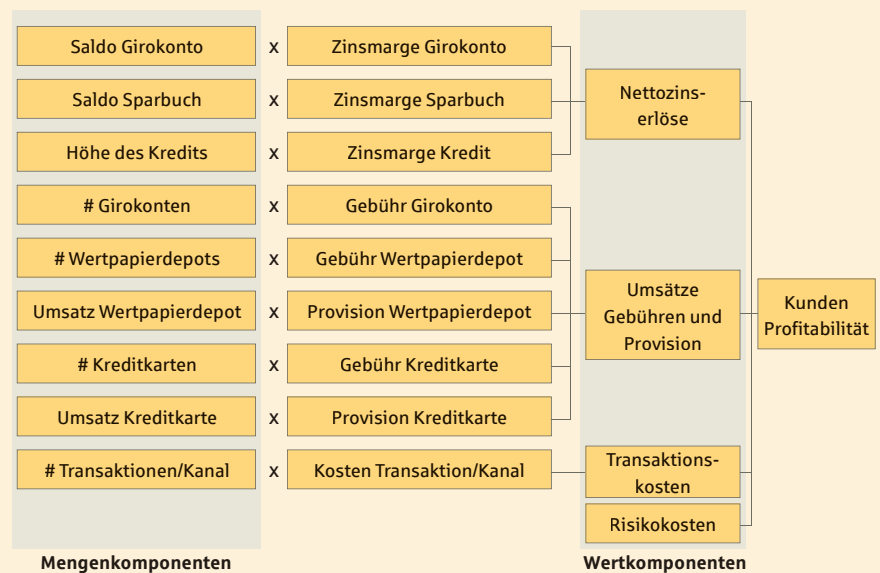 Saldo Girokonto x Zinsmarge Girokonto
Saldo Sparbuch x Zinsmarge Sparbuch
Nettozins-
erlöse
Höhe des Kredits x Zinsmarge Kredit
# Girokonten x Gebühr Girokonto
# Wertpapierdepots x Gebühr Wertpapierdepot
Umsatz Wertpapierdepot x Provision Wertpapierdepot
Umsätze
Gebühren und
Provision
Kunden
Profitabilität
# Kreditkarten x Gebühr Kreditkarte
Umsatz Kreditkarte x Provision Kreditkarte
# Transaktionen/Kanal x Kosten Transaktion/Kanal
Transaktions-
kosten
Risikokosten
Mengenkomponenten
Wertkomponenten